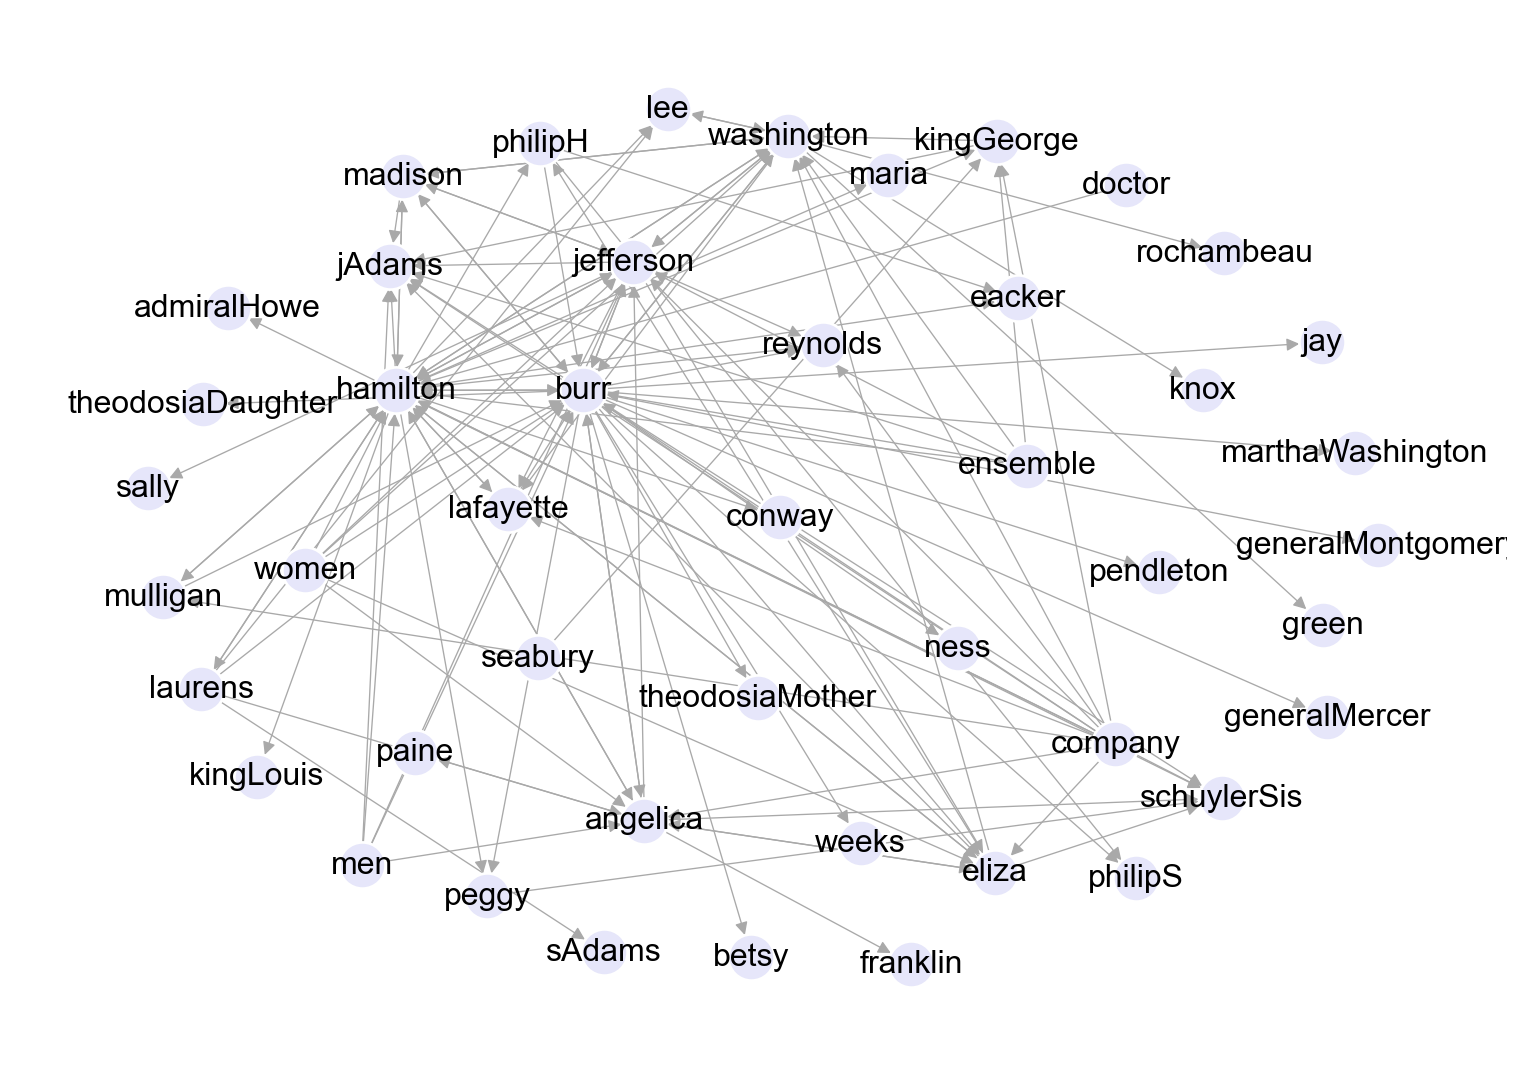 lee
philipH
washington
kingGeorge
madison
maria
doctor
jAdams
jefferson
rochambeau
admiralHowe
eacker
reynolds
jay
theodosiaDaughter
hamilton
burr
knox
sally
lafayette
ensemble
marthaWashington
conway
generalMontgomery
women
mulligan
pendleton
green
seabury
ness
laurens
theodosiaMother
generalMercer
paine
company
kingLouis
angelica
schuylerSis
men
weeks
eliza
philipS
peggy
sAdams
betsy
franklin